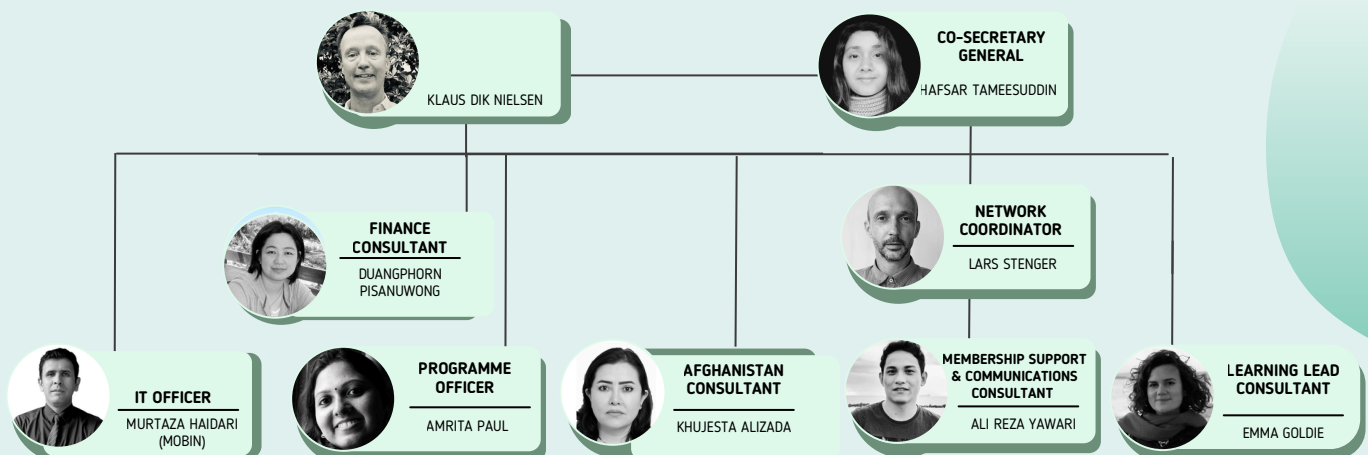 KLAUS DIK NIELSEN
CO-SECRETARY
GENERAL
HAFSAR TAMEESUDDIN
FINANCE
CONSULTANT
DUANGPHORN
PISANUWONG
NETWORK
COORDINATOR
LARS STENGER
IT OFFICER
MURTAZA HAIDARI
(MOBIN)
PROGRAMME
OFFICER
AMRITA PAUL
AFGHANISTAN
CONSULTANT
KHUJESTA ALIZADA
MEMBERSHIP SUPPORT
& COMMUNICATIONS
CONSULTANT
ALI REZA YAWARI
LEARNING LEAD
CONSULTANT
EMMA GOLDIE